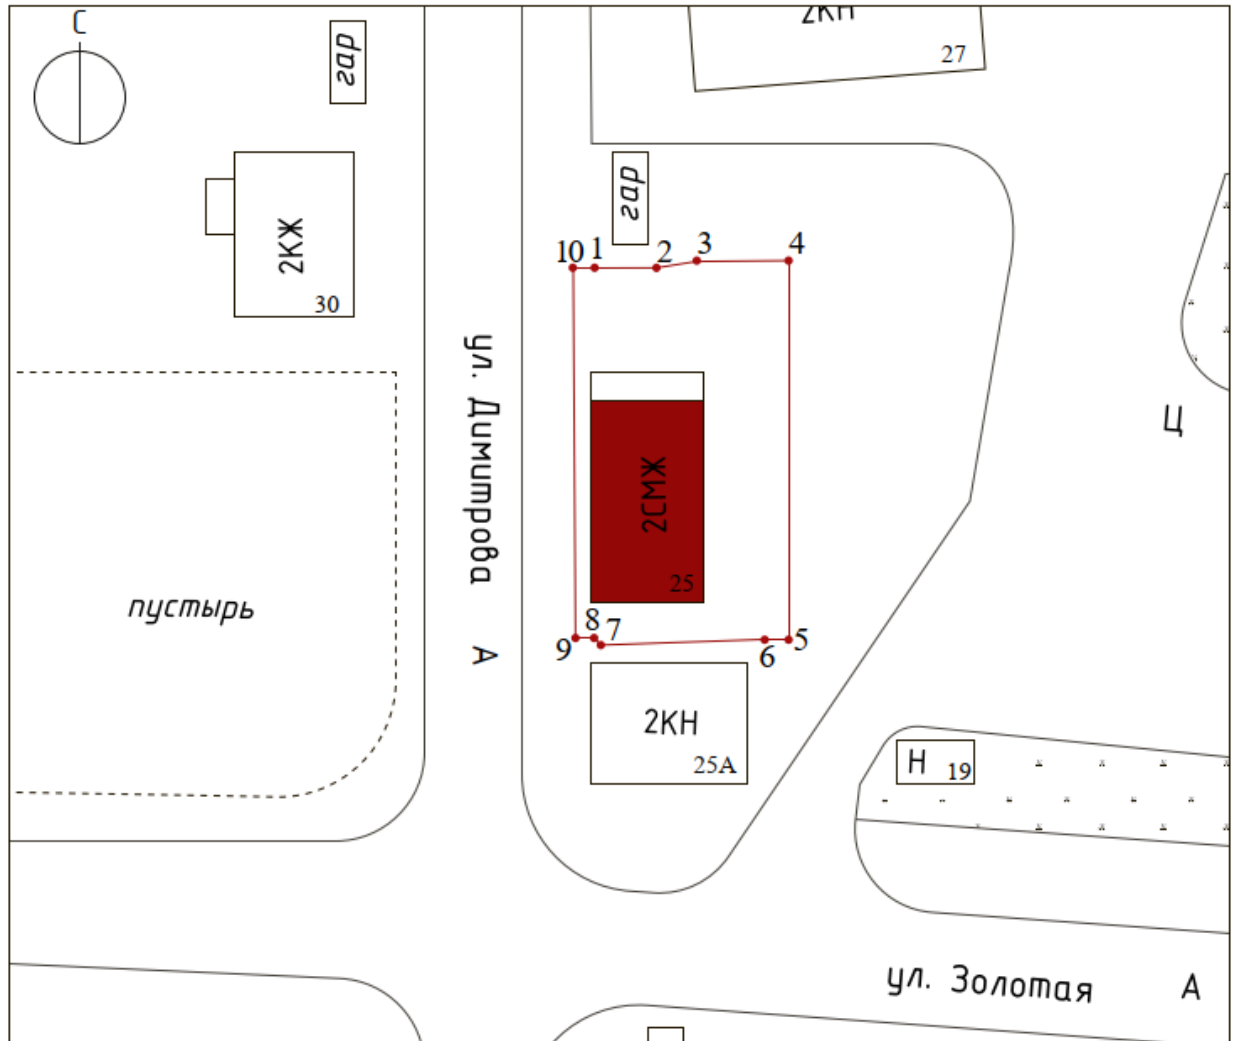 С
гар
2КН
27
2КЖ
30
гар
10
1
2
3
4
ул. Димитрова
А
2СМЖ
25
Ц
пустырь
9
8
7
6
5
2КН
25А
Н
19
ул. Золотая
А